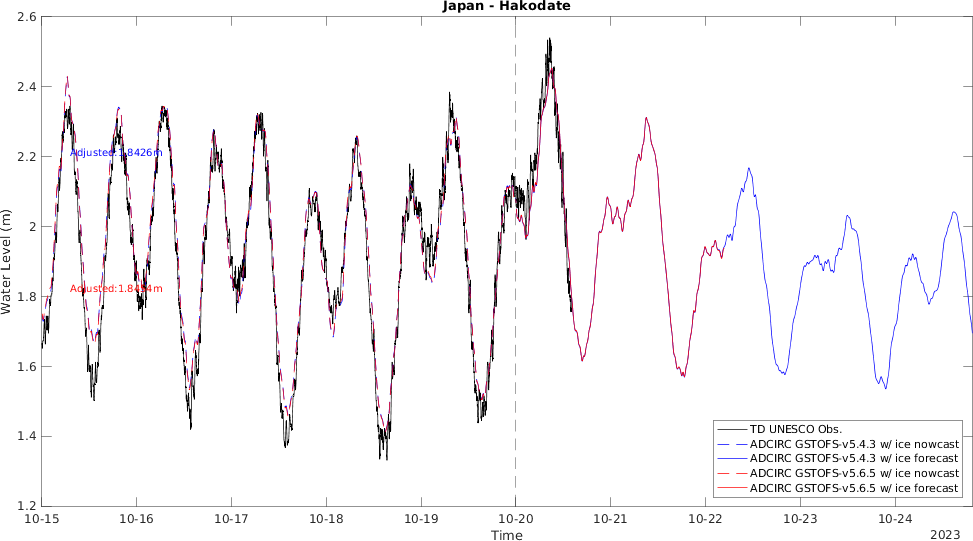 Japan - Hakodate
2.6
2.4
2.2
2
1.8
1.6
1.4
1.2
Water Level (m)
Adjusted:1.8426m
TD UNESCO Obs.
ADCIRC GSTOFS-v5.4.3 w/ ice nowcast
ADCIRC GSTOFS-v5.4.3 w/ ice forecast
ADCIRC GSTOFS-v5.6.5 w/ ice nowcast
ADCIRC GSTOFS-v5.6.5 w/ ice forecast
10-15 10-16 10-17 10-18 10-19 10-20 10-21 10-22 10-23 10-24
Time
2023